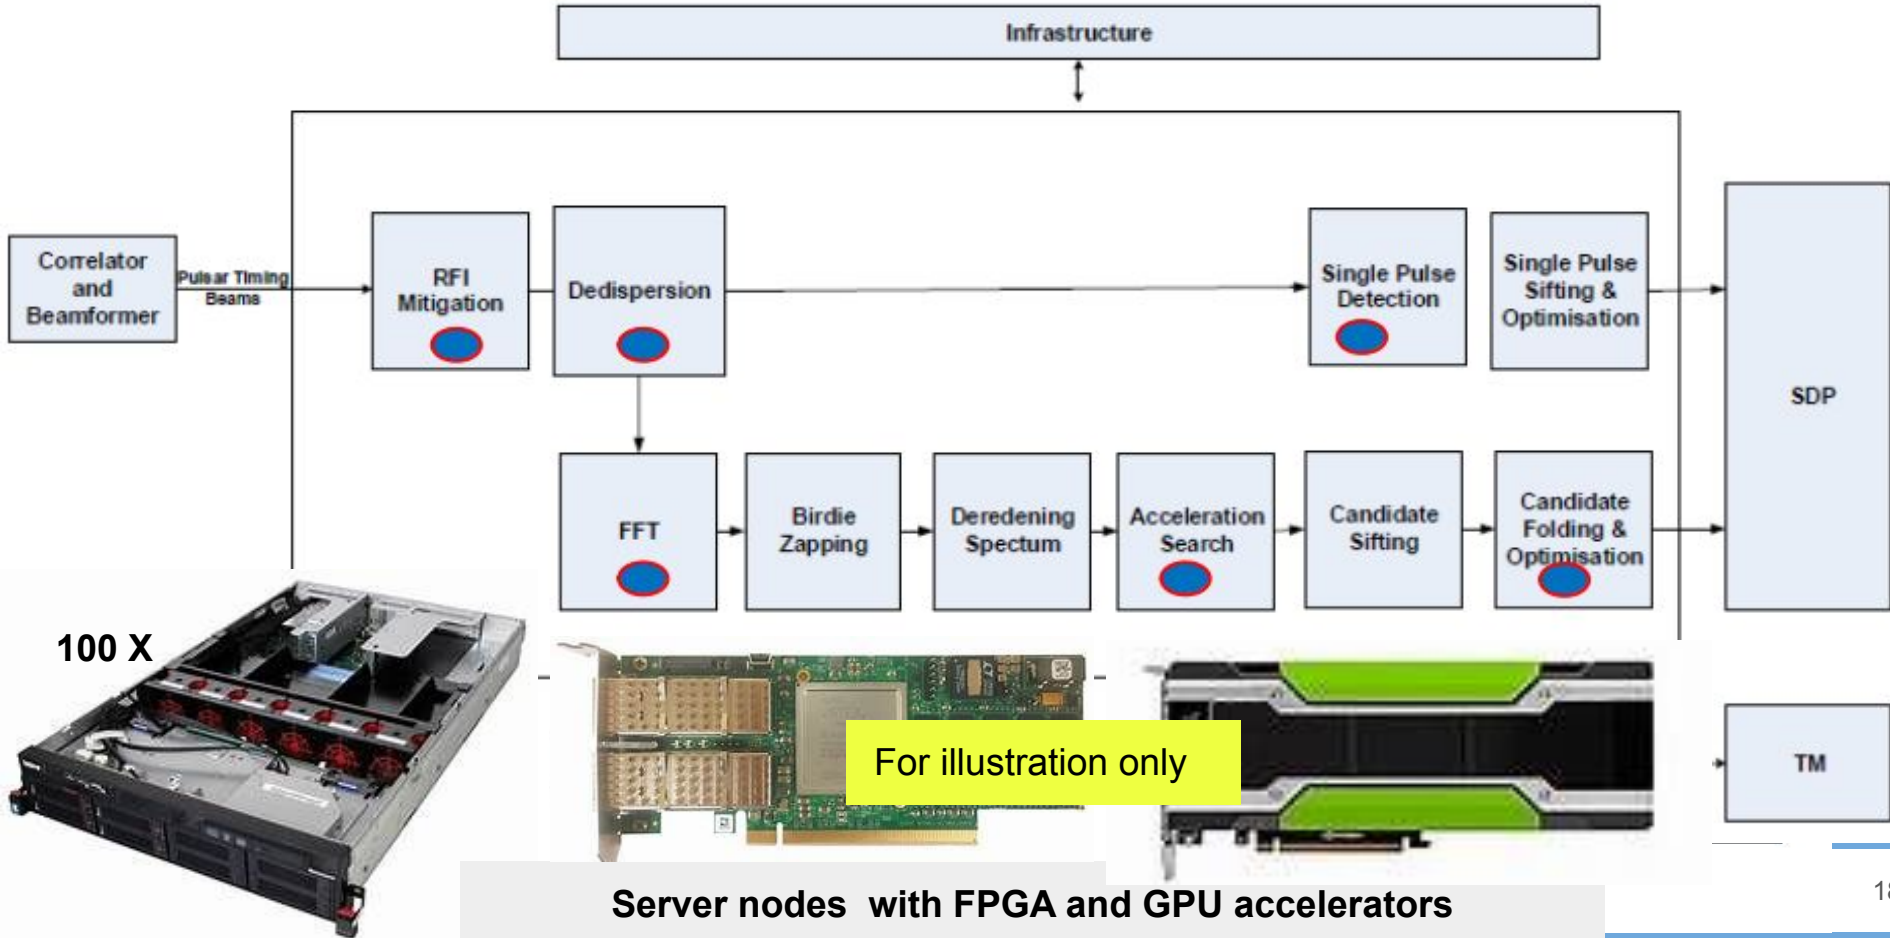 Infrastructure
Correlator
and
Beamformer
Pulsar Timing
Beams
RFI
Mitigation
Dedispersion
Single Pulse
Detection
Single Pulse
Sifting &
Optimisation
SDP
FFT
Birdie
Zapping
Deredening
Spectum
Acceleration
Search
Candidate
Sifting
Candidate
Folding &
Optimisation
100 X
For illustration only
TM
Server nodes with FPGA and GPU accelerators
18